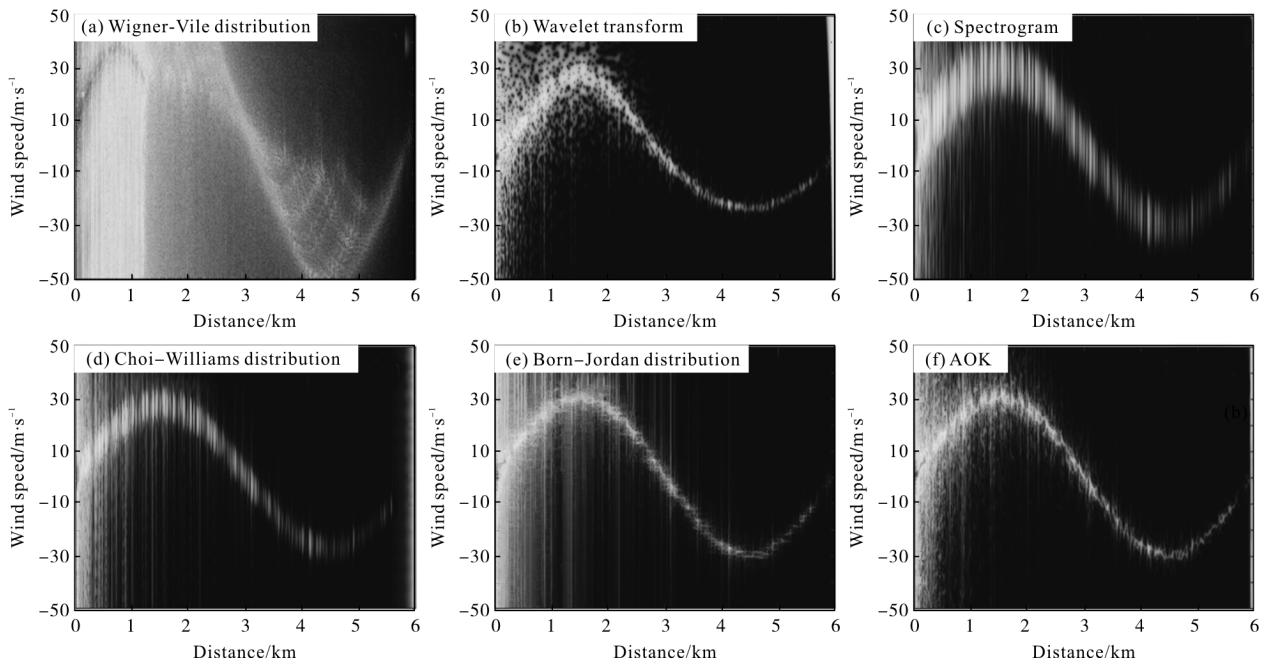 (a) Wigner-Vile distribution
Wind speed/m·s⁻¹
50
30
10
−10
−30
−50
0 1 2 3 4 5 6
Distance/km
(b) Wavelet transform
Wind speed/m·s⁻¹
50
30
10
−10
−30
−50
0 1 2 3 4 5 6
Distance/km
(c) Spectrogram
Wind speed/m·s⁻¹
50
30
10
−10
−30
−50
0 1 2 3 4 5 6
Distance/km
(d) Choi−Williams distribution
Wind speed/m·s⁻¹
50
30
10
−10
−30
−50
0 1 2 3 4 5 6
Distance/km
(e) Born−Jordan distribution
Wind speed/m·s⁻¹
50
30
10
−10
−30
−50
0 1 2 3 4 5 6
Distance/km
(f) AOK
(b)
Wind speed/m·s⁻¹
50
30
10
−10
−30
−50
0 1 2 3 4 5 6
Distance/km